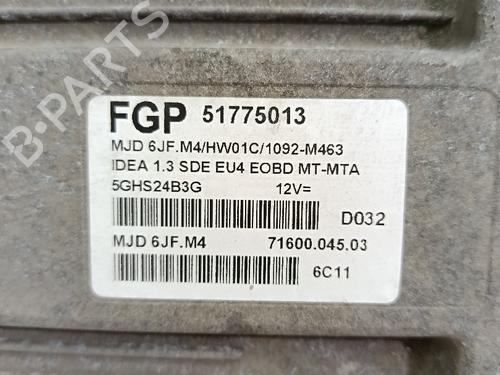 FGP 51775013
MJD 6JF.M4/HW01C/1092-M463
IDEA 1.3 SDE EU4 EOBD MT-MTA
5GHS24B3G 12V=
D032
MJD 6JF.M4 71600.045.03
6C11
B-PARTS